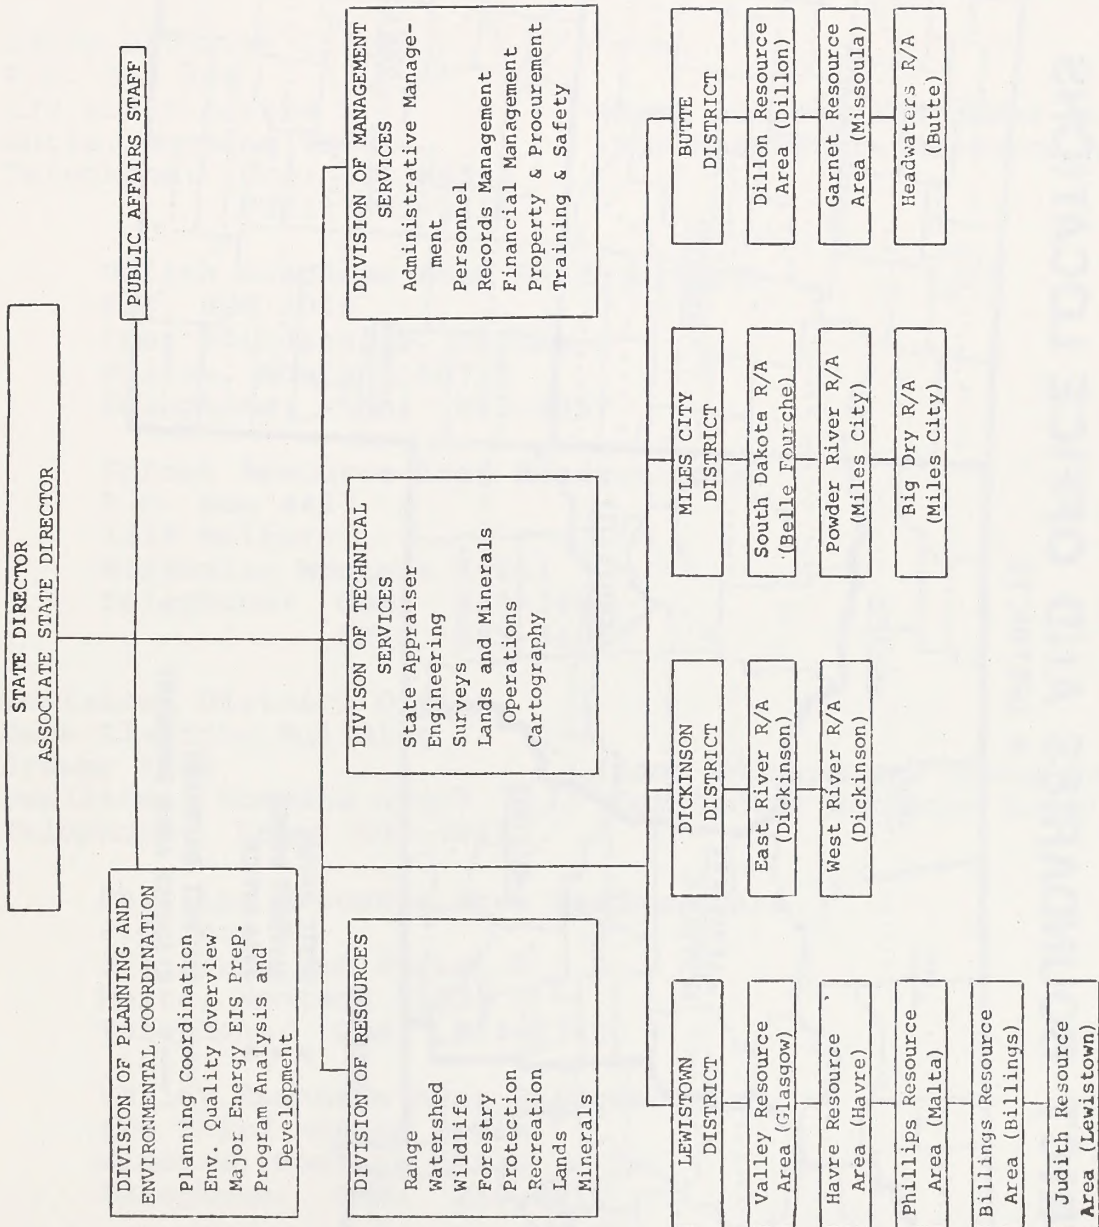 STATE DIRECTOR
ASSOCIATE STATE DIRECTOR
DIVISION OF PLANNING AND
ENVIRONMENTAL COORDINATION
Planning Coordination
Env. Quality Overview
Major Energy EIS Prep.
Program Analysis and
Development
PUBLIC AFFAIRS STAFF
DIVISION OF RESOURCES
Range
Watershed
Wildlife
Forestry
Protection
Recreation
Lands
Minerals
DIVISON OF TECHNICAL
SERVICES
State Appraiser
Engineering
Surveys
Lands and Minerals
Operations
Cartography
DIVISION OF MANAGEMENT
SERVICES
Administrative Manage-
ment
Personnel
Records Management
Financial Management
Property & Procurement
Training & Safety
LEWISTOWN
DISTRICT
Valley Resource
Area (Glasgow)
Havre Resource
Area (Havre)
Phillips Resource
Area (Malta)
Billings Resource
Area (Billings)
Judith Resource
Area (Lewistown)
DICKINSON
DISTRICT
East River R/A
(Dickinson)
West River R/A
(Dickinson)
MILES CITY
DISTRICT
South Dakota R/A
(Belle Fourche)
Powder River R/A
(Miles City)
Big Dry R/A
(Miles City)
BUTTE
DISTRICT
Dillon Resource
Area (Dillon)
Garnet Resource
Area (Missoula)
Headwaters R/A
(Butte)